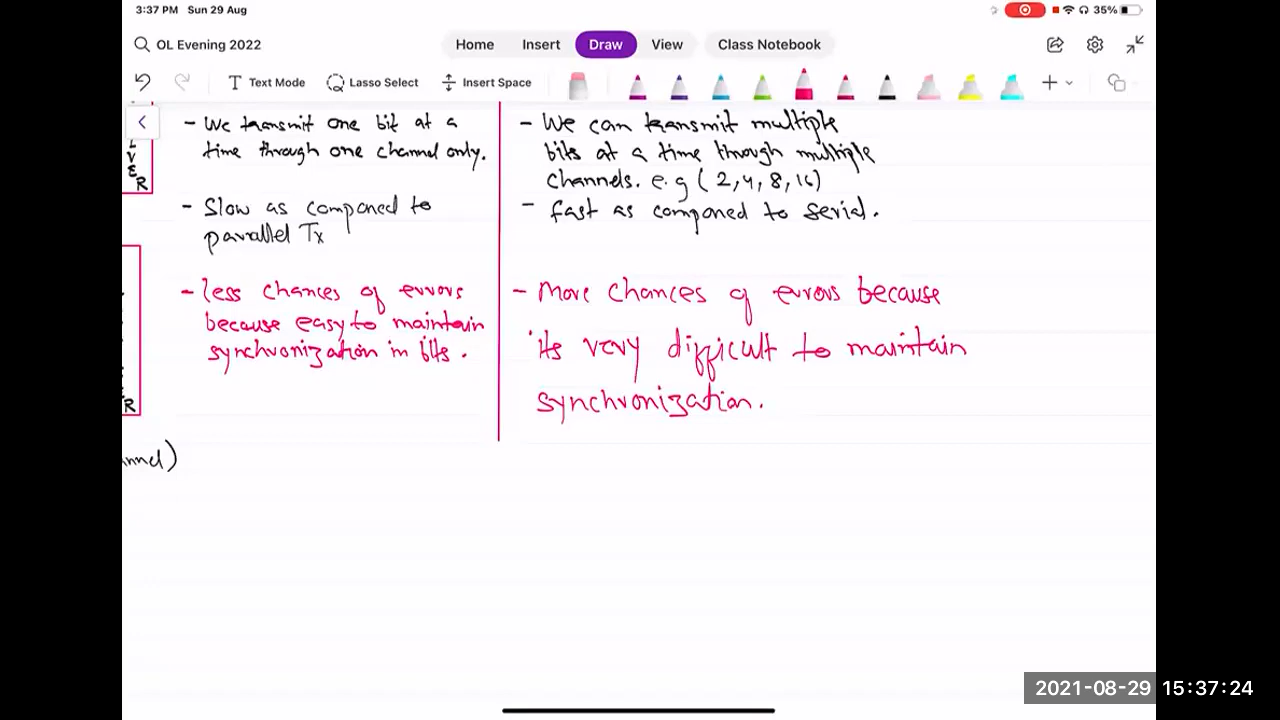 3:37 PM Sun 29 Aug
35%
OL Evening 2022
Home Insert Draw View Class Notebook
Text Mode Lasso Select Insert Space
- We transmit one bit at a
time through one channel only.
- Slow as compared to
parallel Tx
- less chances of errors
because easy to maintain
synchronization in bits.
- We can transmit multiple
bits at a time through multiple
channels. e.g (2,4,8,16)
- fast as compared to serial.
- More chances of errors because
its very difficult to maintain
synchronization.
V
E
R
R
nnel)
2021-08-29 15:37:24